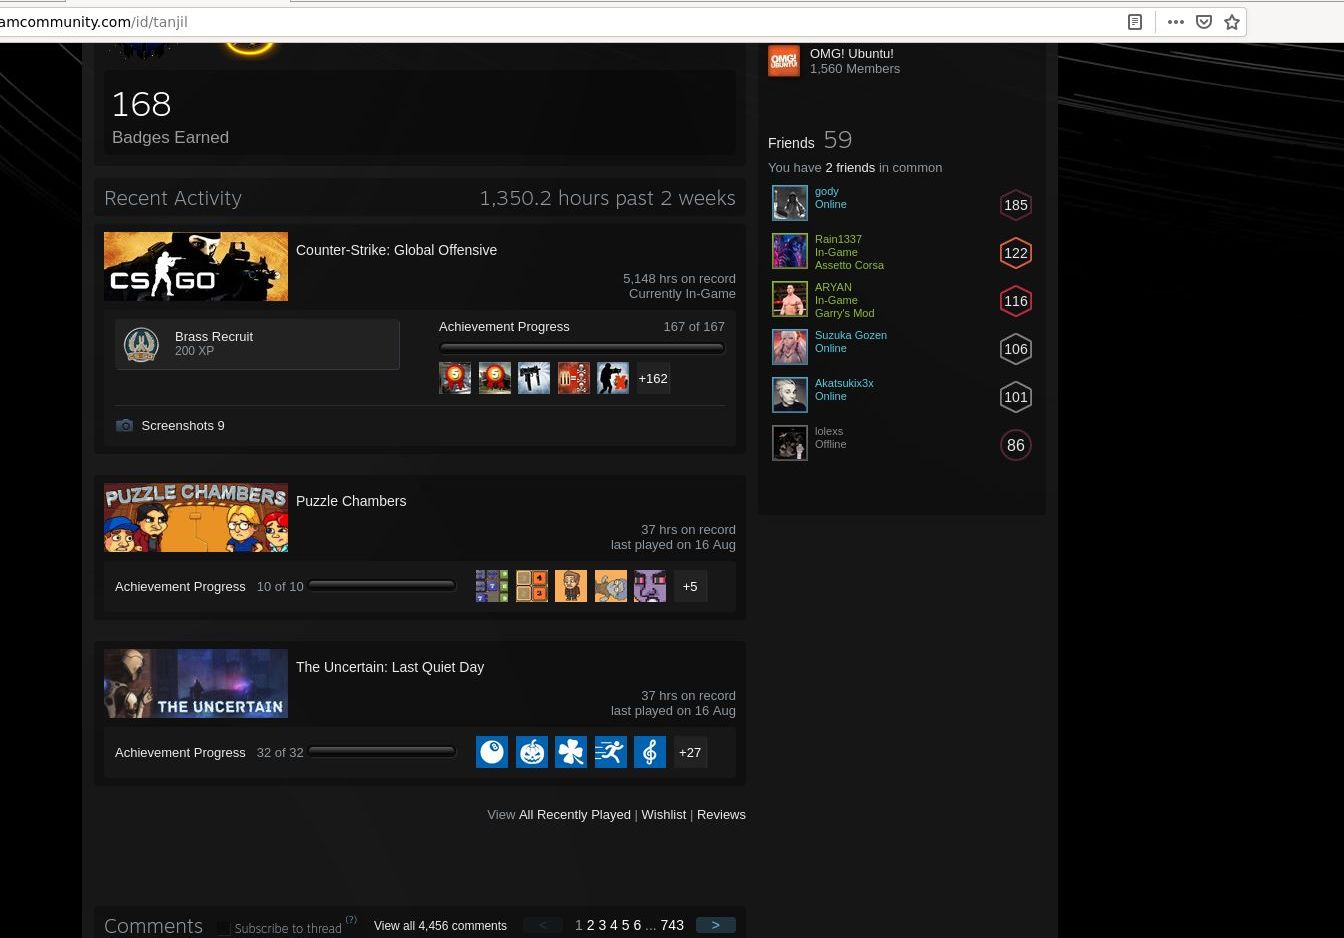 amcommunity.com/id/tanjil
168
Badges Earned
Recent Activity
1,350.2 hours past 2 weeks
CS GO
Counter-Strike: Global Offensive
5,148 hrs on record
Currently In-Game
Brass Recruit
200 XP
Achievement Progress
167 of 167
+162
Screenshots 9
PUZZLE CHAMBERS
Puzzle Chambers
37 hrs on record
last played on 16 Aug
Achievement Progress 10 of 10
+5
THE UNCERTAIN
The Uncertain: Last Quiet Day
37 hrs on record
last played on 16 Aug
Achievement Progress 32 of 32
+27
View All Recently Played | Wishlist | Reviews
Comments
Subscribe to thread (?)
View all 4,456 comments
< 1 2 3 4 5 6 ... 743 >
OMG! UBUNTU!
OMG! Ubuntu!
1,560 Members
Friends 59
You have 2 friends in common
gody
Online
185
Rain1337
In-Game
Assetto Corsa
122
ARYAN
In-Game
Garry's Mod
116
Suzuka Gozen
Online
106
Akatsukix3x
Online
101
lolexs
Offline
86